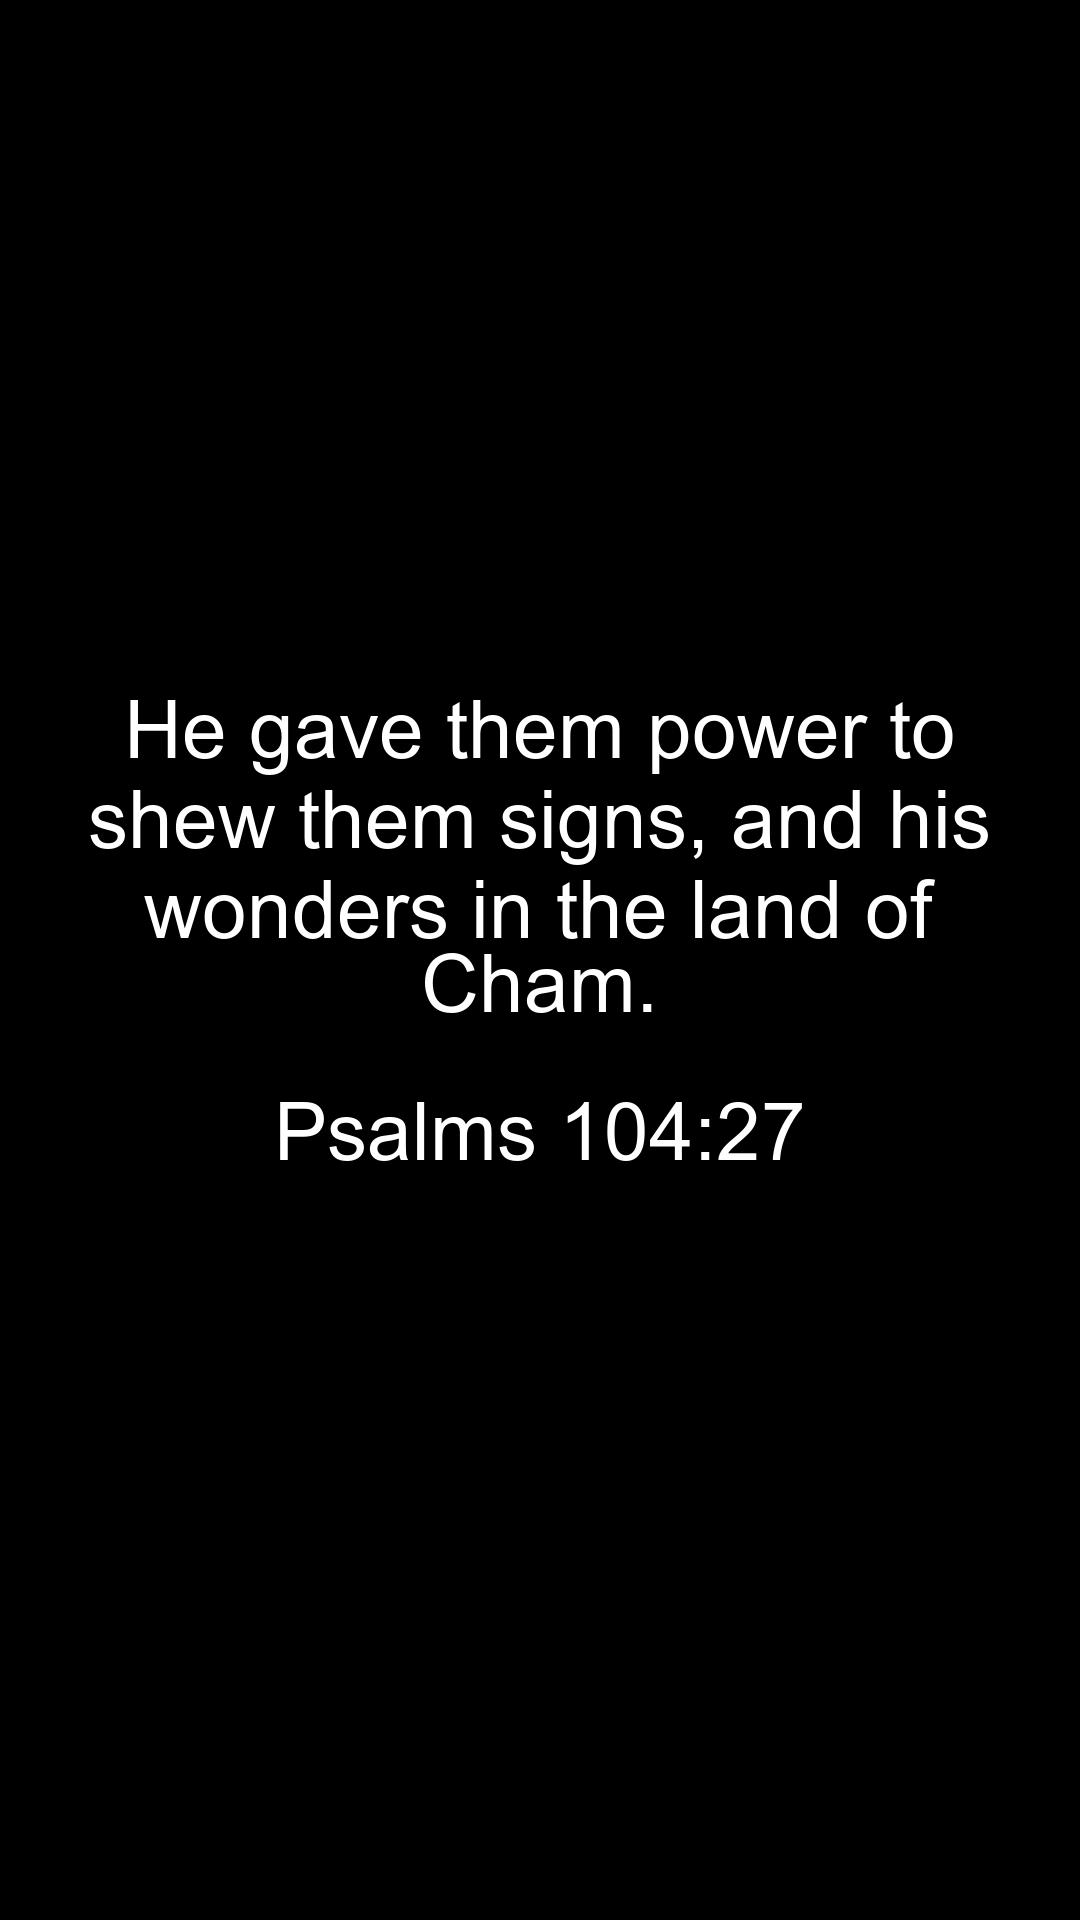 He gave them power to
shew them signs, and his
wonders in the land of
Cham.
Psalms 104:27